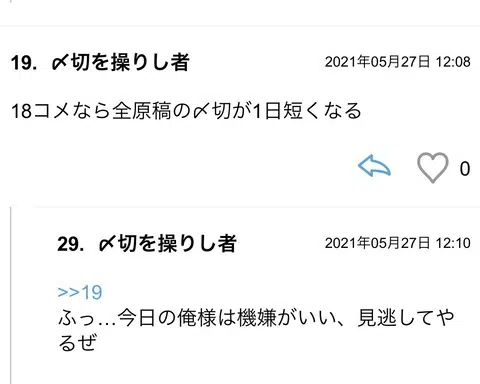 19. 〆切を操りし者
2021年05月27日 12:08
18コメなら全原稿の〆切が1日短くなる
0
29. 〆切を操りし者
2021年05月27日 12:10
>>19
ふっ…今日の俺様は機嫌がいい、見逃してや
るぜ